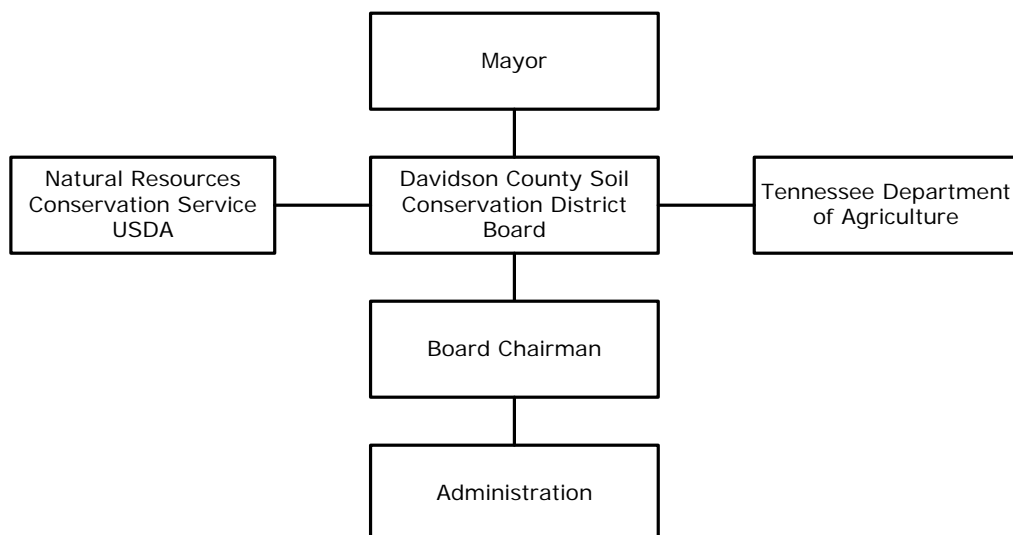 Mayor
Natural Resources
Conservation Service
USDA
Davidson County Soil
Conservation District
Board
Tennessee Department
of Agriculture
Board Chairman
Administration